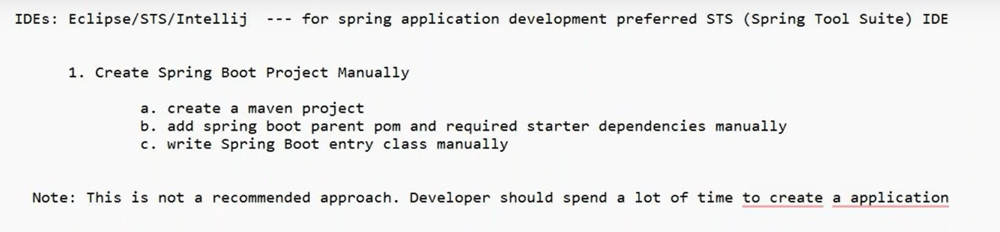 IDEs: Eclipse/STS/Intellij --- for spring application development preferred STS (Spring Tool Suite) IDE
1. Create Spring Boot Project Manually
a. create a maven project
b. add spring boot parent pom and required starter dependencies manually
c. write Spring Boot entry class manually
Note: This is not a recommended approach. Developer should spend a lot of time to create a application